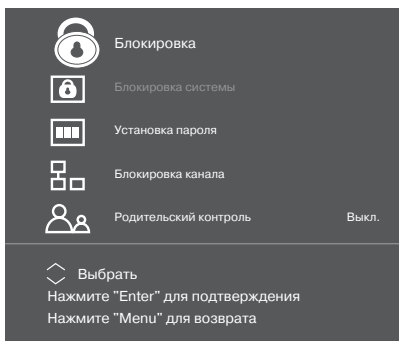 Блокировка
Блокировка системы
Установка пароля
Блокировка канала
Родительский контроль Выкл.
Выбрать
Нажмите "Enter" для подтверждения
Нажмите "Menu" для возврата